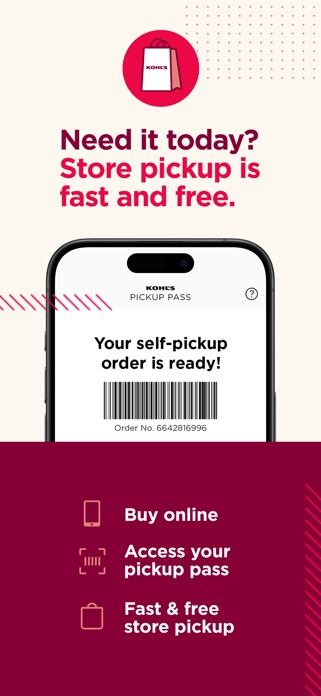 KOHL'S
Need it today?
Store pickup is
fast and free.
KOHL'S
PICKUP PASS
?
Your self-pickup
order is ready!
Order No. 6642816996
Buy online
Access your
pickup pass
Fast & free
store pickup